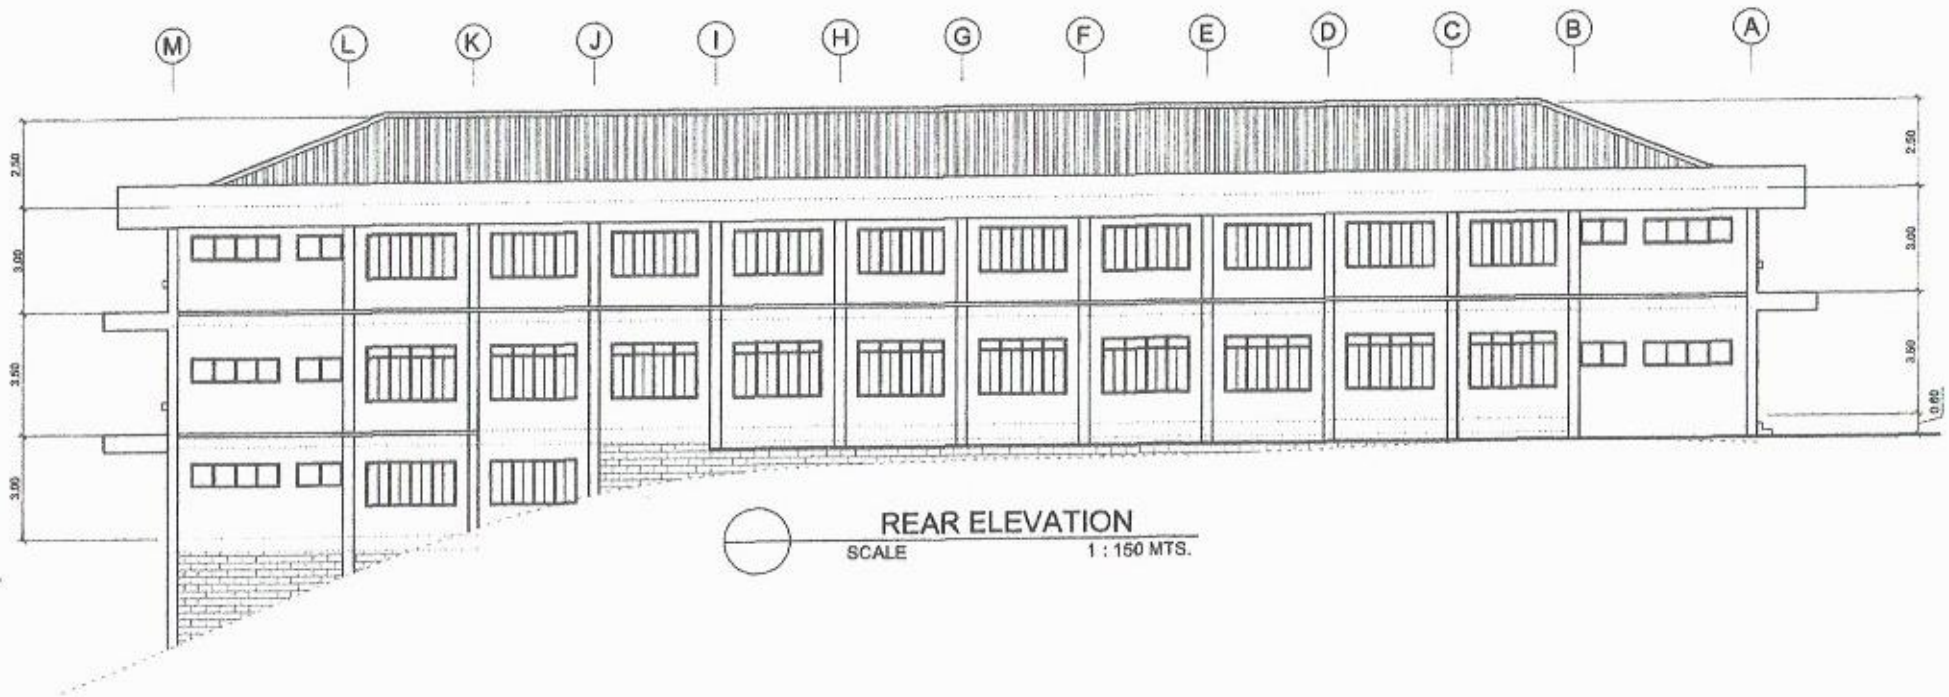 M L K J I H G F E D C B A
2.50
3.00
3.50
3.00
2.50
3.00
3.50
0.60
REAR ELEVATION
SCALE 1 : 150 MTS.